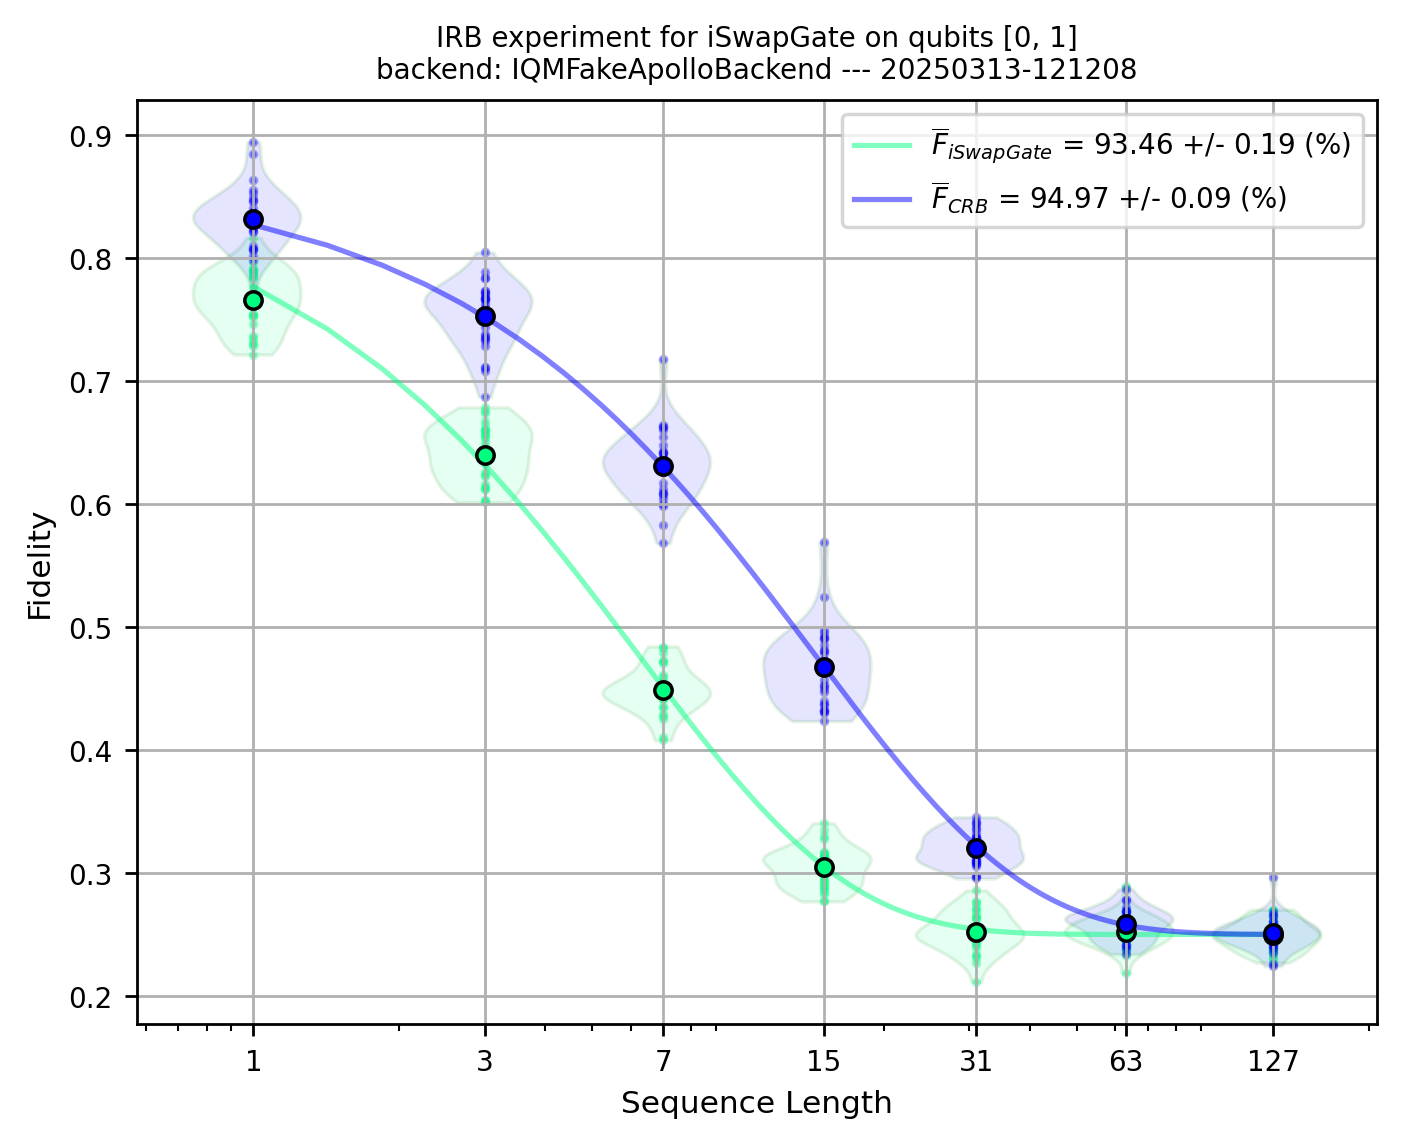 IRB experiment for iSwapGate on qubits [0, 1]
backend: IQMFakeApolloBackend --- 20250313-121208
F̅_iSwapGate = 93.46 +/- 0.19 (%)
F̅_CRB = 94.97 +/- 0.09 (%)
0.9
0.8
0.7
0.6
0.5
0.4
0.3
0.2
Fidelity
1 3 7 15 31 63 127
Sequence Length